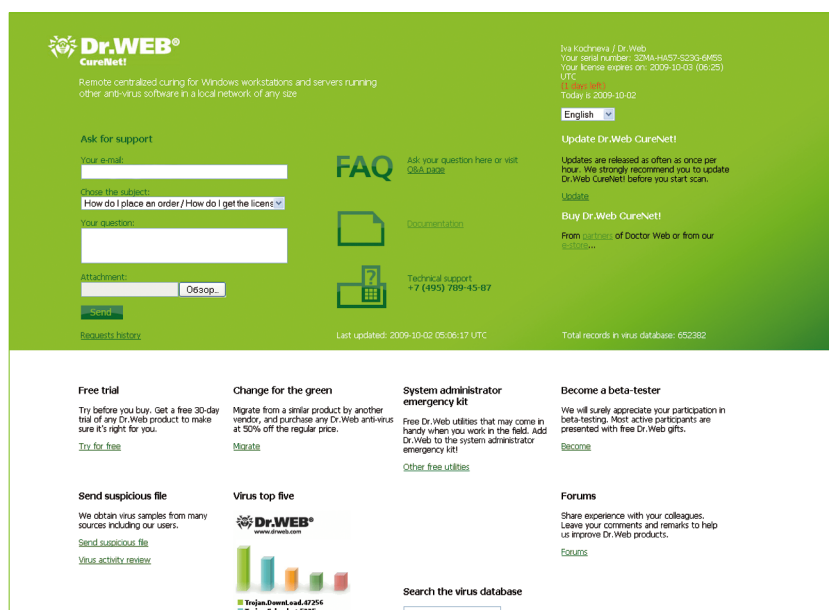 Dr.WEB®
CureNet!
Remote centralized curing for Windows workstations and servers running
other anti-virus software in a local network of any size
Iva Kochneva / Dr.Web
Your serial number: 3ZMA-HA57-S23G-6M5S
Your license expires on: 2009-10-03 (06:25)
UTC
(1 days left)
Today is 2009-10-02
English
Ask for support
Your e-mail:
Chose the subject:
How do I place an order / How do I get the licens
Your question:
Attachment:
Обзор...
Send
Requests history
FAQ
Ask your question here or visit
Q&A page
Documentation
?
Technical support
+7 (495) 789-45-87
Last updated: 2009-10-02 05:06:17 UTC
Update Dr.Web CureNet!
Updates are released as often as once per
hour. We strongly recommend you to update
Dr.Web CureNet! before you start scan.
Update
Buy Dr.Web CureNet!
From partners of Doctor Web or from our
e-store...
Total records in virus database: 652382
Free trial
Try before you buy. Get a free 30-day
trial of any Dr.Web product to make
sure it's right for you.
Try for free
Change for the green
Migrate from a similar product by another
vendor, and purchase any Dr.Web anti-virus
at 50% off the regular price.
Migrate
System administrator
emergency kit
Free Dr.Web utilities that may come in
handy when you work in the field. Add
Dr.Web to the system administrator
emergency kit!
Other free utilities
Become a beta-tester
We will surely appreciate your participation in
beta-testing. Most active participants are
presented with free Dr.Web gifts.
Become
Send suspicious file
We obtain virus samples from many
sources including our users.
Send suspicious file
Virus activity review
Virus top five
Dr.WEB®
www.drweb.com
Trojan.DownLoad.47256
Search the virus database
Forums
Share experience with your colleagues.
Leave your comments and remarks to help
us improve Dr.Web products.
Forums